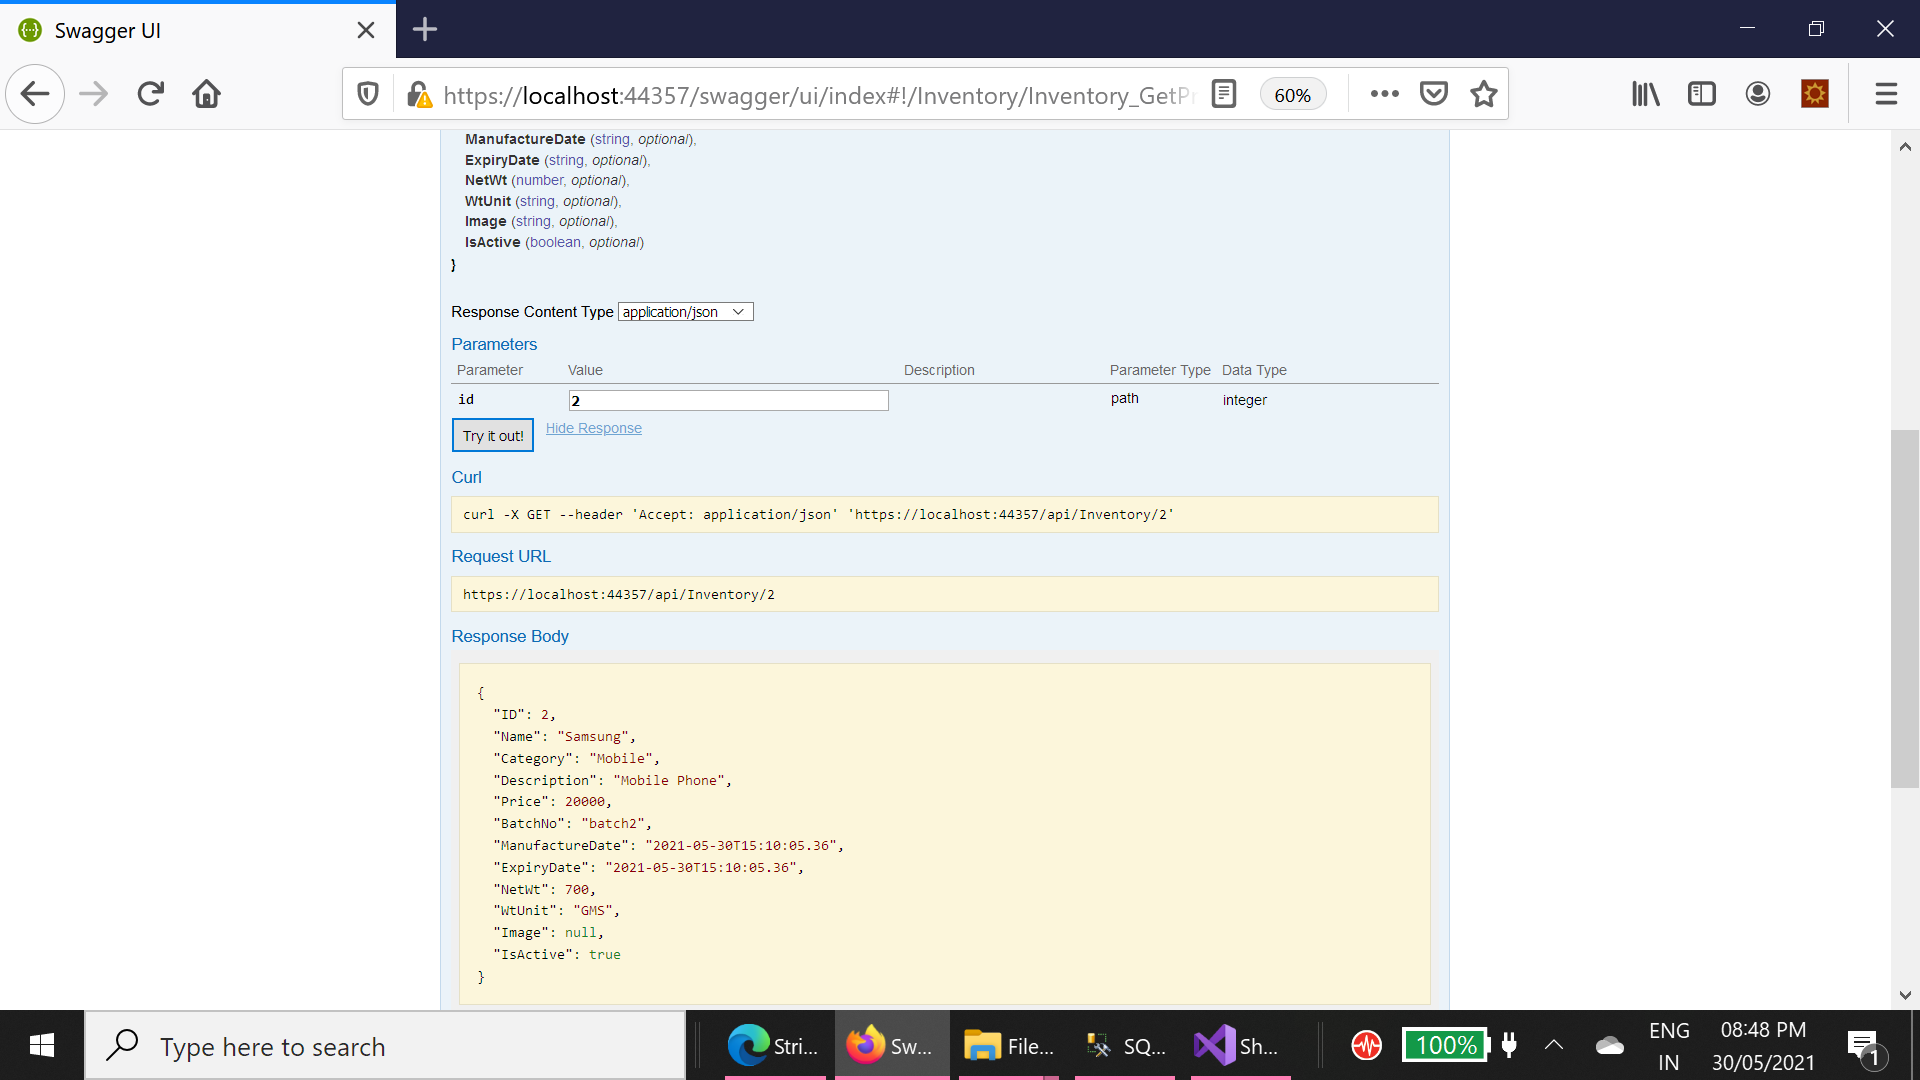 Swagger UI
https://localhost:44357/swagger/ui/index#!/Inventory/Inventory_GetPr
60%
ManufactureDate (string, optional),
ExpiryDate (string, optional),
NetWt (number, optional),
WtUnit (string, optional),
Image (string, optional),
IsActive (boolean, optional)
}
Response Content Type application/json
Parameters
Parameter Value Description Parameter Type Data Type
id 2 path integer
Try it out! Hide Response
Curl
curl -X GET --header 'Accept: application/json' 'https://localhost:44357/api/Inventory/2'
Request URL
https://localhost:44357/api/Inventory/2
Response Body
{
"ID": 2,
"Name": "Samsung",
"Category": "Mobile",
"Description": "Mobile Phone",
"Price": 20000,
"BatchNo": "batch2",
"ManufactureDate": "2021-05-30T15:10:05.36",
"ExpiryDate": "2021-05-30T15:10:05.36",
"NetWt": 700,
"WtUnit": "GMS",
"Image": null,
"IsActive": true
}
Type here to search
Stri...
Sw...
File...
SQ...
Sh...
100%
ENG
IN
08:48 PM
30/05/2021
1